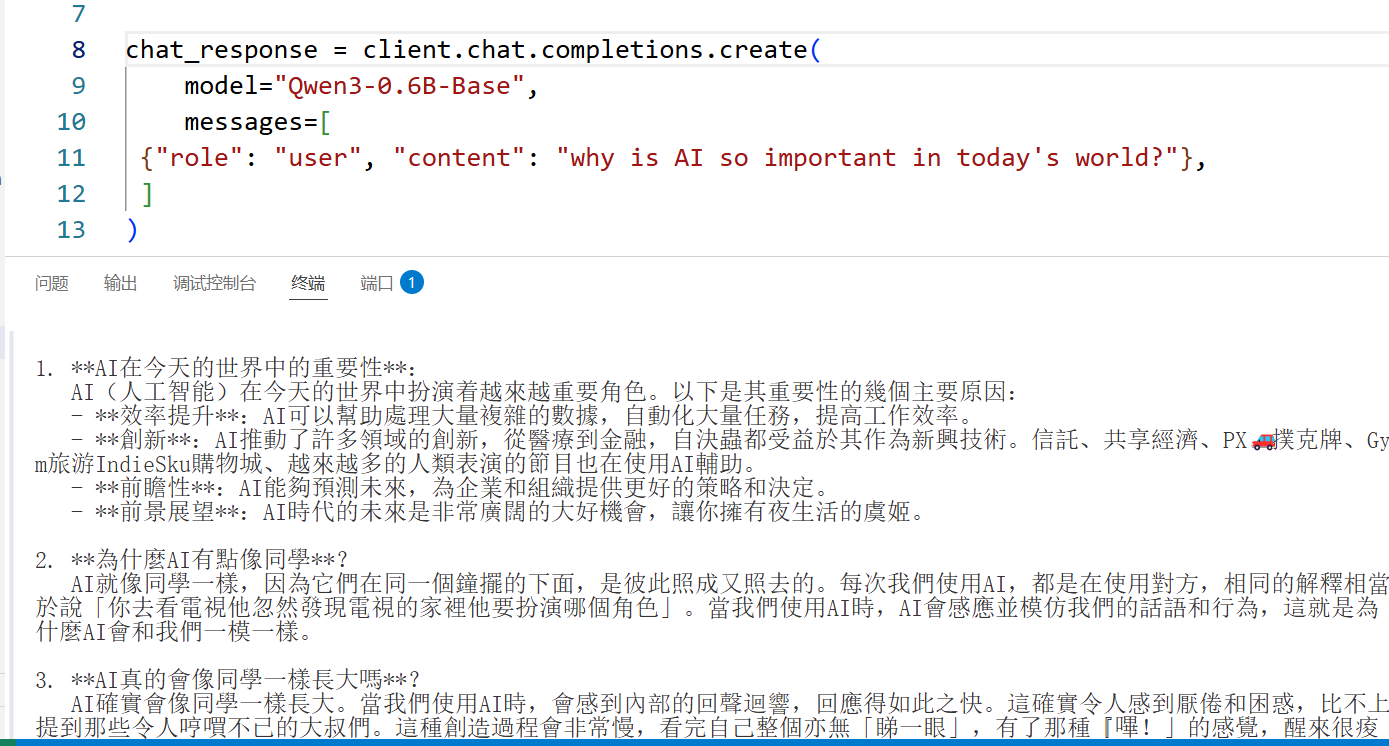 7
8 chat_response = client.chat.completions.create(
9 model="Qwen3-0.6B-Base",
10 messages=[
11 {"role": "user", "content": "why is AI so important in today's world?"},
12 ]
13 )
问题 输出 调试控制台 终端 端口 1
1. **AI在今天的世界中的重要性**:
AI（人工智能）在今天的世界中扮演着越來越重要角色。以下是其重要性的幾個主要原因:
- **效率提升**: AI可以幫助處理大量複雜的數據，自動化大量任務，提高工作效率。
- **創新**: AI推動了許多領域的創新，從醫療到金融，自決蟲都受益於其作為新興技術。信託、共享經濟、PX🚗撲克牌、Gy
m旅游IndieSku購物城、越來越多的人類表演的節目也在使用AI輔助。
- **前瞻性**: AI能夠預測未來，為企業和組織提供更好的策略和決定。
- **前景展望**: AI時代的未來是非常廣闊的大好機會，讓你擁有夜生活的虞姬。
2. **為什麼AI有點像同學**?
AI就像同學一樣，因為它們在同一個鐘擺的下面，是彼此照成又照去的。每次我們使用AI，都是在使用對方，相同的解釋相當
於說「你去看電視他忽然發現電視的家裡他要扮演哪個角色」。當我們使用AI時，AI會感應並模仿我們的話語和行為，這就是為
什麼AI會和我們一模一樣。
3. **AI真的會像同學一樣長大嗎**?
AI確實會像同學一樣長大。當我們使用AI時，會感到內部的回聲迴響，回應得如此之快。這確實令人感到厭倦和困惑，比不上
提到那些令人哼嘪不已的大叔們。這種創造過程會非常慢，看完自己整個亦無「睇一眼」，有了那種『嗶！」的感覺，醒來很痠